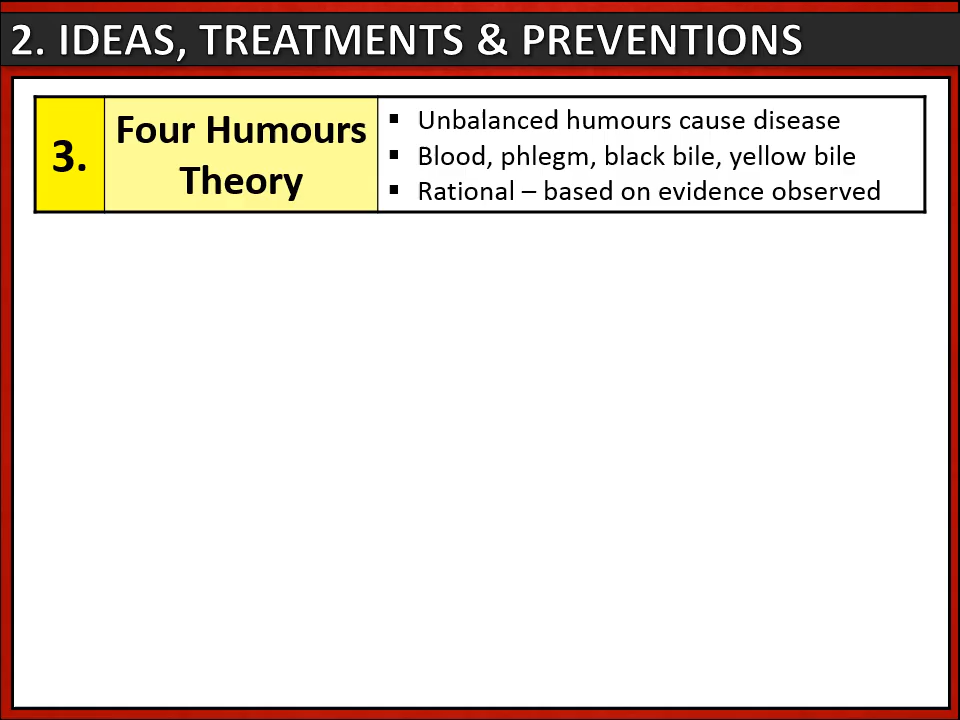 2. IDEAS, TREATMENTS & PREVENTIONS
3.
Four Humours
Theory
▪ Unbalanced humours cause disease
▪ Blood, phlegm, black bile, yellow bile
▪ Rational – based on evidence observed